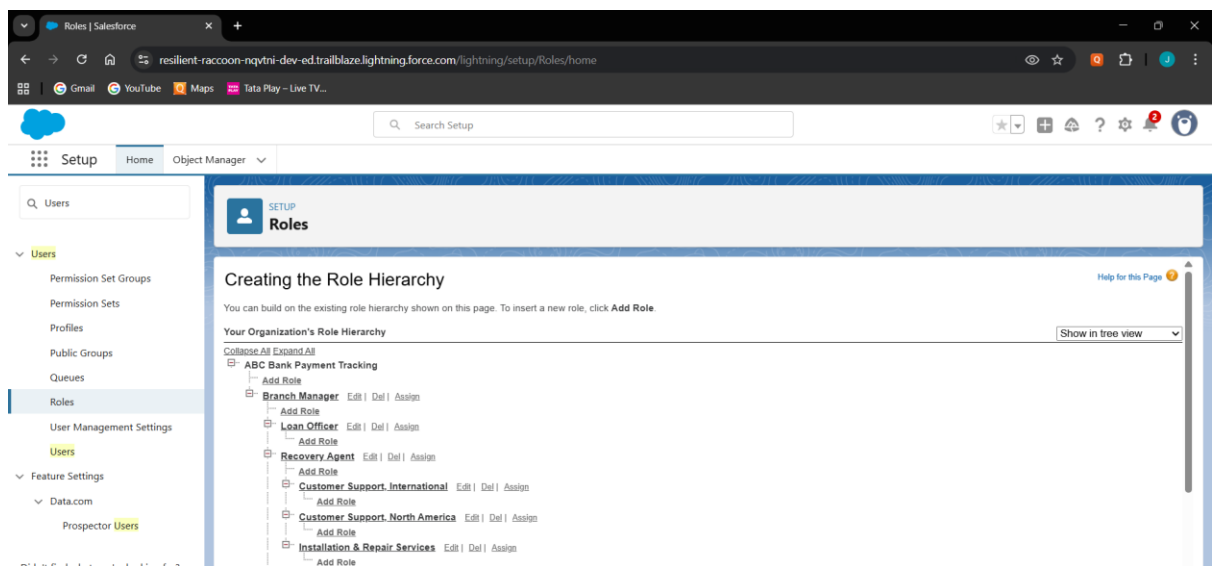 Roles | Salesforce
resilient-raccoon-nqvtni-dev-ed.trailblaze.lightning.force.com/lightning/setup/Roles/home
Gmail YouTube Maps Tata Play – Live TV...
Search Setup
Setup Home Object Manager
Users
SETUP
Roles
Users
Permission Set Groups
Permission Sets
Profiles
Public Groups
Queues
Roles
User Management Settings
Users
Feature Settings
Data.com
Prospector Users
Creating the Role Hierarchy
Help for this Page
You can build on the existing role hierarchy shown on this page. To insert a new role, click Add Role.
Your Organization's Role Hierarchy
Show in tree view
Collapse All Expand All
ABC Bank Payment Tracking
Add Role
Branch Manager Edit | Del | Assign
Add Role
Loan Officer Edit | Del | Assign
Add Role
Recovery Agent Edit | Del | Assign
Add Role
Customer Support, International Edit | Del | Assign
Add Role
Customer Support, North America Edit | Del | Assign
Add Role
Installation & Repair Services Edit | Del | Assign
Add Role